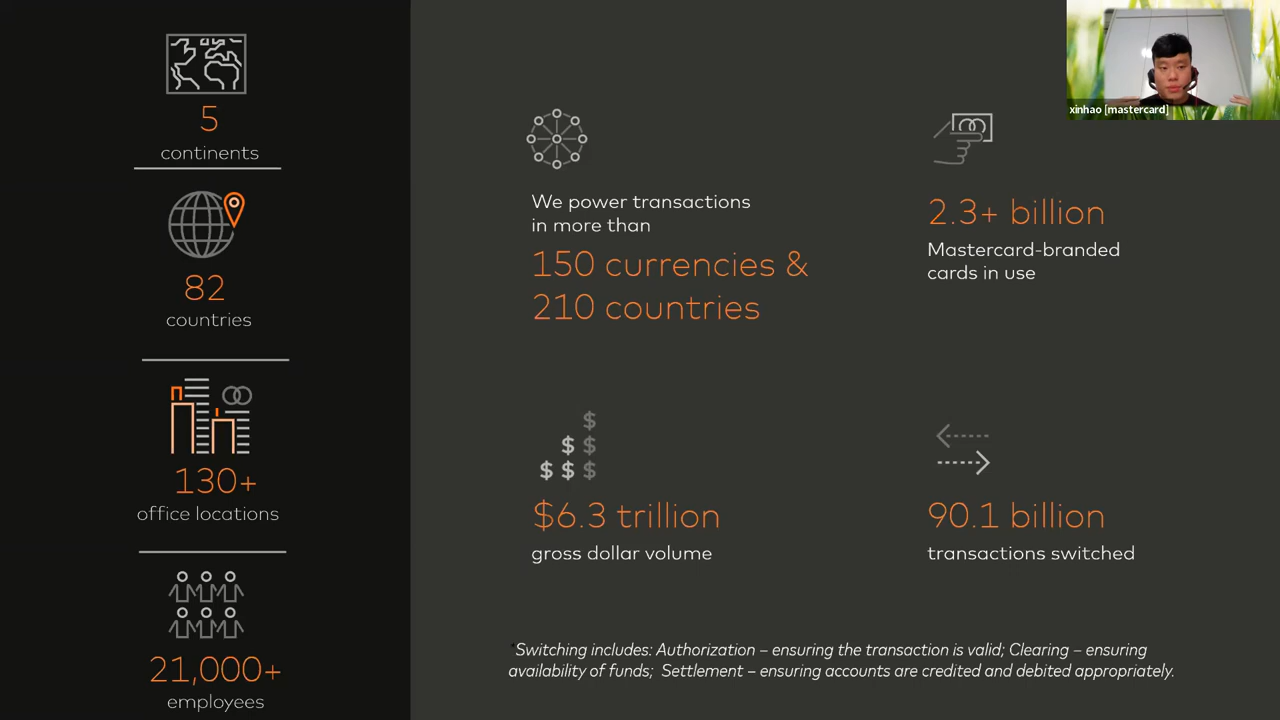 5
continents
82
countries
130+
office locations
21,000+
employees
We power transactions
in more than
150 currencies &
210 countries
2.3+ billion
Mastercard-branded
cards in use
$
$ $
$ $ $
$6.3 trillion
gross dollar volume
90.1 billion
transactions switched
*Switching includes: Authorization – ensuring the transaction is valid; Clearing – ensuring
availability of funds;  Settlement – ensuring accounts are credited and debited appropriately.
xinhao [mastercard]